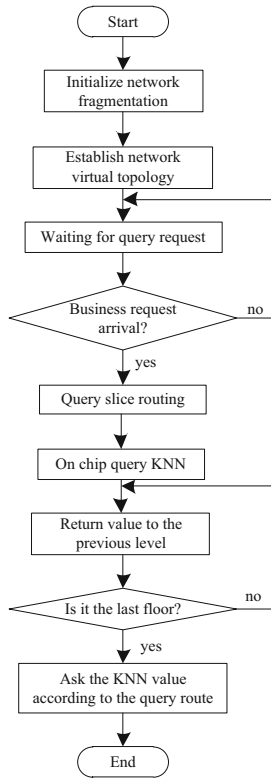 Start
Initialize network
fragmentation
Establish network
virtual topology
Waiting for query request
Business request
arrival?
no
yes
Query slice routing
On chip query KNN
Return value to the
previous level
Is it the last floor?
no
yes
Ask the KNN value
according to the query route
End